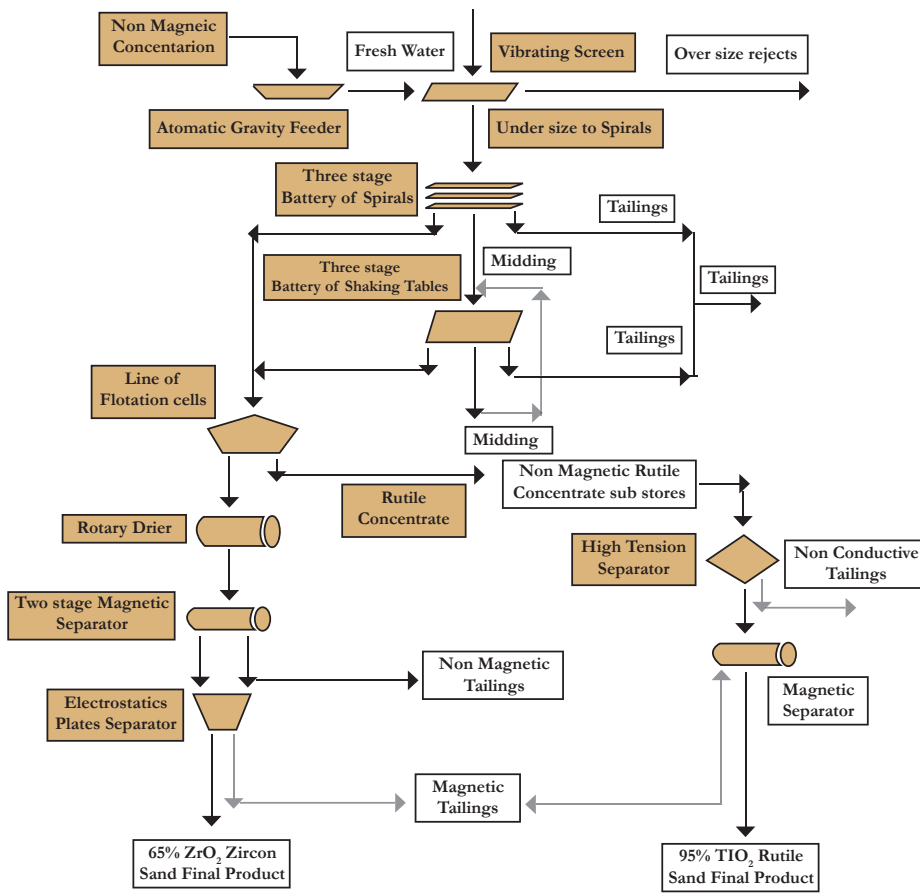 Non Magneic
Concentarion
Fresh Water
Vibrating Screen
Over size rejects
Atomatic Gravity Feeder
Under size to Spirals
Three stage
Battery of Spirals
Tailings
Three stage
Battery of Shaking Tables
Midding
Tailings
Tailings
Line of
Flotation cells
Midding
Non Magnetic Rutile
Concentrate sub stores
Rutile
Concentrate
Rotary Drier
High Tension
Separator
Non Conductive
Tailings
Two stage Magnetic
Separator
Non Magnetic
Tailings
Electrostatics
Plates Separator
Magnetic
Separator
Magnetic
Tailings
65% ZrO₂ Zircon
Sand Final Product
95% TIO₂ Rutile
Sand Final Product